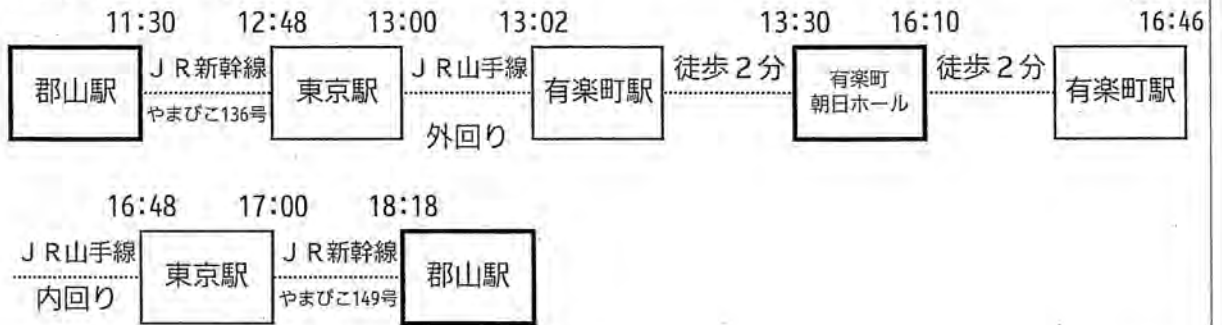 11:30 12:48 13:00 13:02 13:30 16:10 16:46
郡山駅 JR新幹線 東京駅 JR山手線 有楽町駅 徒歩2分 有楽町 徒歩2分 有楽町駅
やまびこ136号 外回り 朝日ホール
16:48 17:00 18:18
JR山手線 東京駅 JR新幹線 郡山駅
内回り やまびこ149号